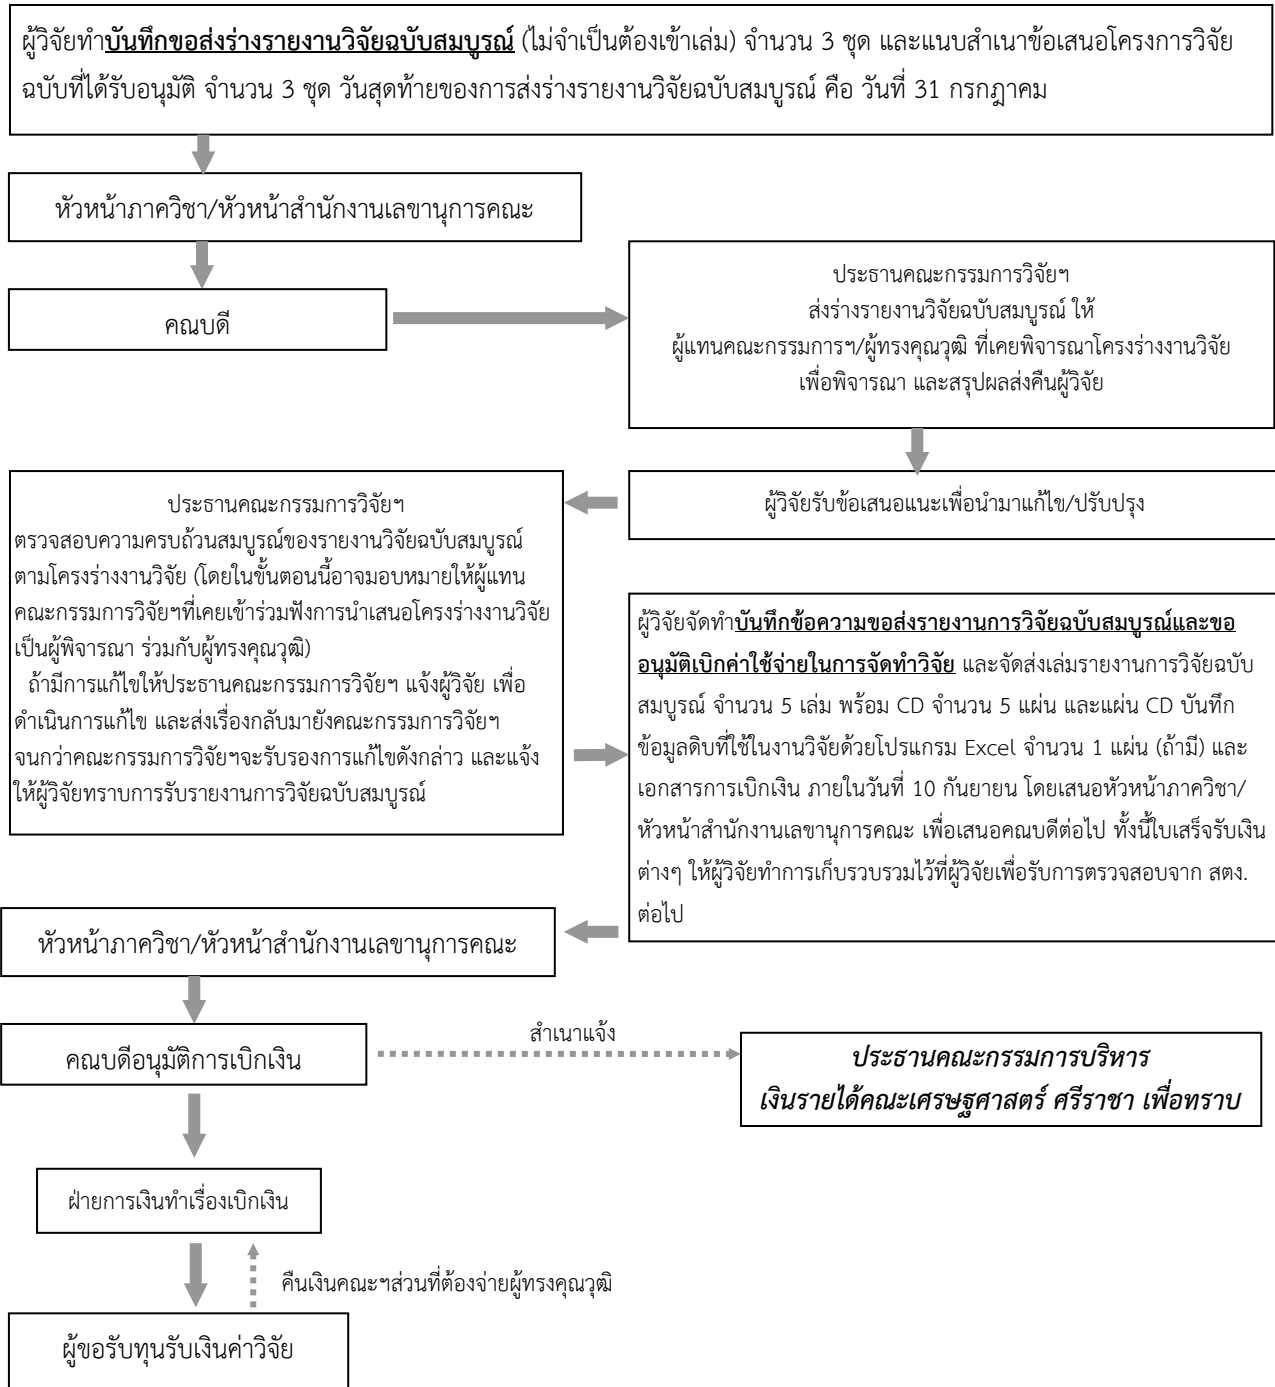 ผู้วิจัยทำบันทึกขอส่งร่างรายงานวิจัยฉบับสมบูรณ์ (ไม่จำเป็นต้องเข้าเล่ม) จำนวน 3 ชุด และแนบสำเนาข้อเสนอโครงการวิจัย
ฉบับที่ได้รับอนุมัติ จำนวน 3 ชุด วันสุดท้ายของการส่งร่างรายงานวิจัยฉบับสมบูรณ์ คือ วันที่ 31 กรกฎาคม
หัวหน้าภาควิชา/หัวหน้าสำนักงานเลขานุการคณะ
คณบดี
ประธานคณะกรรมการวิจัยฯ
ส่งร่างรายงานวิจัยฉบับสมบูรณ์ ให้
ผู้แทนคณะกรรมการฯ/ผู้ทรงคุณวุฒิ ที่เคยพิจารณาโครงร่างงานวิจัย
เพื่อพิจารณา และสรุปผลส่งคืนผู้วิจัย
ผู้วิจัยรับข้อเสนอแนะเพื่อนำมาแก้ไข/ปรับปรุง
ประธานคณะกรรมการวิจัยฯ
ตรวจสอบความครบถ้วนสมบูรณ์ของรายงานวิจัยฉบับสมบูรณ์
ตามโครงร่างงานวิจัย (โดยในขั้นตอนนี้อาจมอบหมายให้ผู้แทน
คณะกรรมการวิจัยฯที่เคยเข้าร่วมฟังการนำเสนอโครงร่างงานวิจัย
เป็นผู้พิจารณา ร่วมกับผู้ทรงคุณวุฒิ)
ถ้ามีการแก้ไขให้ประธานคณะกรรมการวิจัยฯ แจ้งผู้วิจัย เพื่อ
ดำเนินการแก้ไข และส่งเรื่องกลับมายังคณะกรรมการวิจัยฯ
จนกว่าคณะกรรมการวิจัยฯจะรับรองการแก้ไขดังกล่าว และแจ้ง
ให้ผู้วิจัยทราบการรับรายงานการวิจัยฉบับสมบูรณ์
ผู้วิจัยจัดทำบันทึกข้อความขอส่งรายงานการวิจัยฉบับสมบูรณ์และขอ
อนุมัติเบิกค่าใช้จ่ายในการจัดทำวิจัย และจัดส่งเล่มรายงานการวิจัยฉบับ
สมบูรณ์ จำนวน 5 เล่ม พร้อม CD จำนวน 5 แผ่น และแผ่น CD บันทึก
ข้อมูลดิบที่ใช้ในงานวิจัยด้วยโปรแกรม Excel จำนวน 1 แผ่น (ถ้ามี) และ
เอกสารการเบิกเงิน ภายในวันที่ 10 กันยายน โดยเสนอหัวหน้าภาควิชา/
หัวหน้าสำนักงานเลขานุการคณะ เพื่อเสนอคณบดีต่อไป ทั้งนี้ใบเสร็จรับเงิน
ต่างๆ ให้ผู้วิจัยทำการเก็บรวบรวมไว้ที่ผู้วิจัยเพื่อรับการตรวจสอบจาก สตง.
ต่อไป
หัวหน้าภาควิชา/หัวหน้าสำนักงานเลขานุการคณะ
คณบดีอนุมัติการเบิกเงิน
สำเนาแจ้ง
ประธานคณะกรรมการบริหาร
เงินรายได้คณะเศรษฐศาสตร์ ศรีราชา เพื่อทราบ
ฝ่ายการเงินทำเรื่องเบิกเงิน
คืนเงินคณะฯส่วนที่ต้องจ่ายผู้ทรงคุณวุฒิ
ผู้ขอรับทุนรับเงินค่าวิจัย